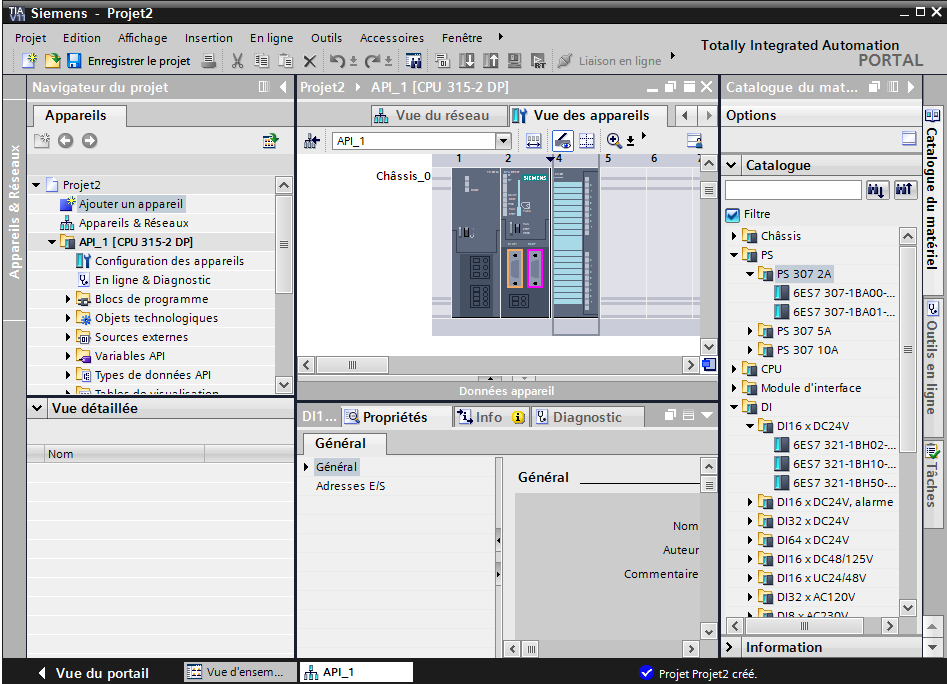 TIA
V11
Siemens - Projet2
Projet Edition Affichage Insertion En ligne Outils Accessoires Fenêtre
Totally Integrated Automation
PORTAL
Enregistrer le projet
Liaison en ligne
Navigateur du projet
Projet2 API_1 [CPU 315-2 DP]
Catalogue du mat...
Appareils
Vue du réseau
Vue des appareils
Options
API_1
Appareils & Réseaux
Projet2
Ajouter un appareil
Appareils & Réseaux
API_1 [CPU 315-2 DP]
Configuration des appareils
En ligne & Diagnostic
Blocs de programme
Objets technologiques
Sources externes
Variables API
Types de données API
Tables de visualisation
Vue détaillée
Nom
1 2 4 5 6 7
Châssis_0
SIEMENS
Données appareil
DI1...
Propriétés
Info
Diagnostic
Général
Général
Adresses E/S
Général
Nom
Auteur
Commentaire
Catalogue
Filtre
Châssis
PS
PS 307 2A
6ES7 307-1BA00-...
6ES7 307-1BA01-...
PS 307 5A
PS 307 10A
CPU
Module d'interface
DI
DI16 x DC24V
6ES7 321-1BH02-...
6ES7 321-1BH10-...
6ES7 321-1BH50-...
DI16 x DC24V, alarme
DI32 x DC24V
DI64 x DC24V
DI16 x DC48/125V
DI16 x UC24/48V
DI32 x AC120V
DI8 x AC230V
Information
Catalogue du matériel
Outils en ligne
Tâches
Vue du portail
Vue d'ensem...
API_1
Projet Projet2 créé.